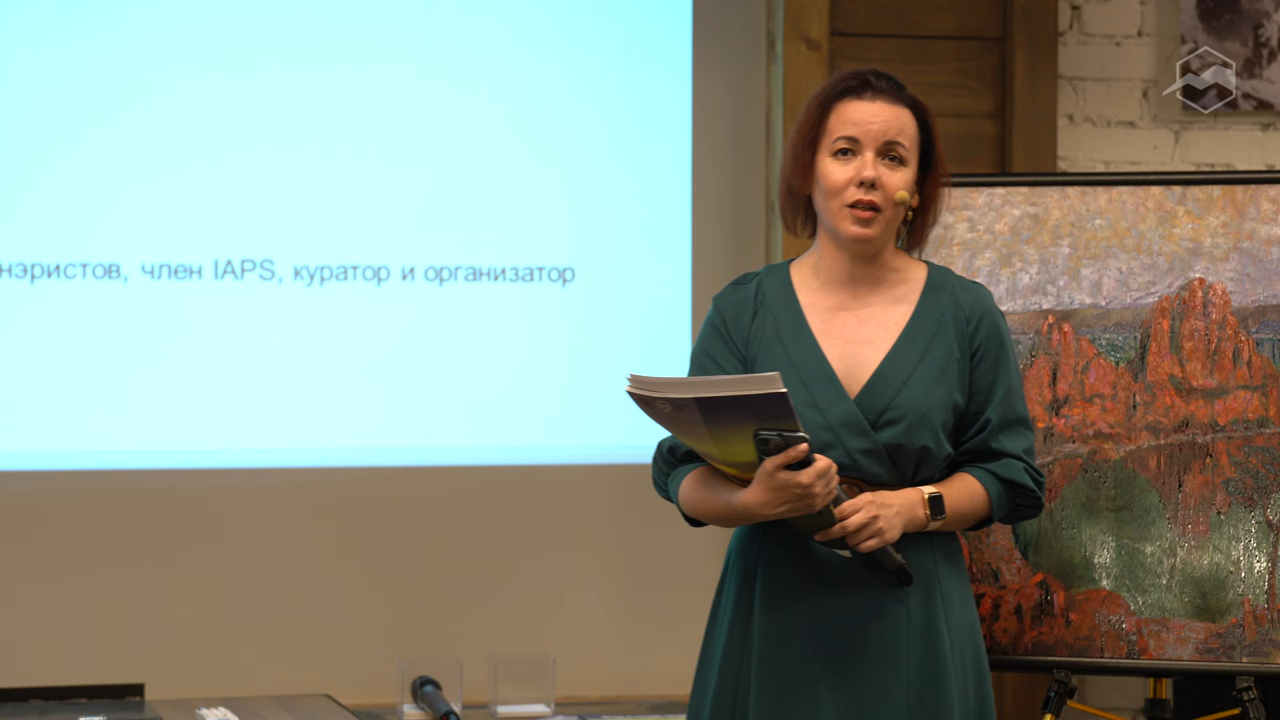 нэристов, член IAPS, куратор и организатор